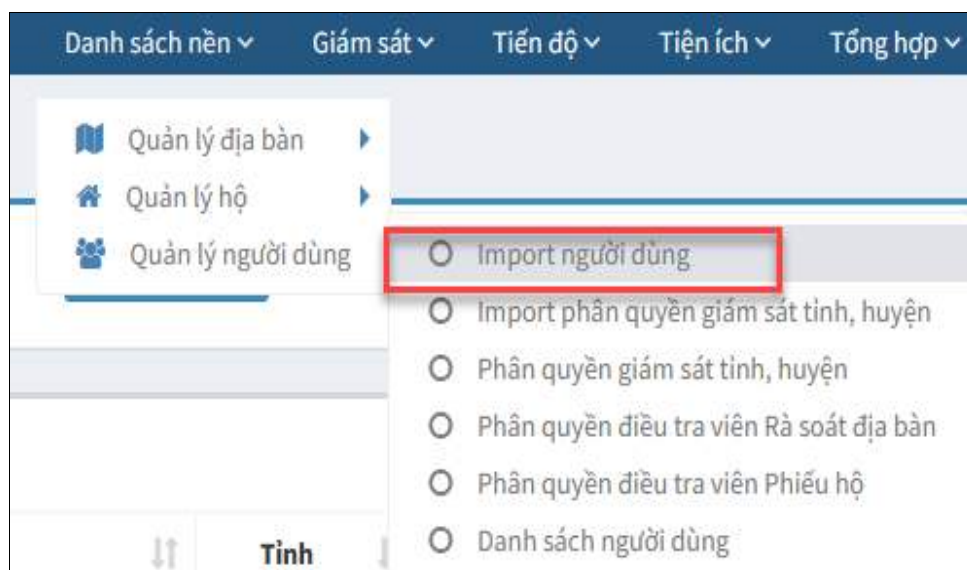 Danh sách nền Giám sát Tiến độ Tiện ích Tổng hợp
Quản lý địa bàn
Quản lý hộ
Quản lý người dùng
Import người dùng
Import phân quyền giám sát tỉnh, huyện
Phân quyền giám sát tỉnh, huyện
Phân quyền điều tra viên Rà soát địa bàn
Phân quyền điều tra viên Phiếu hộ
Danh sách người dùng
Tỉnh